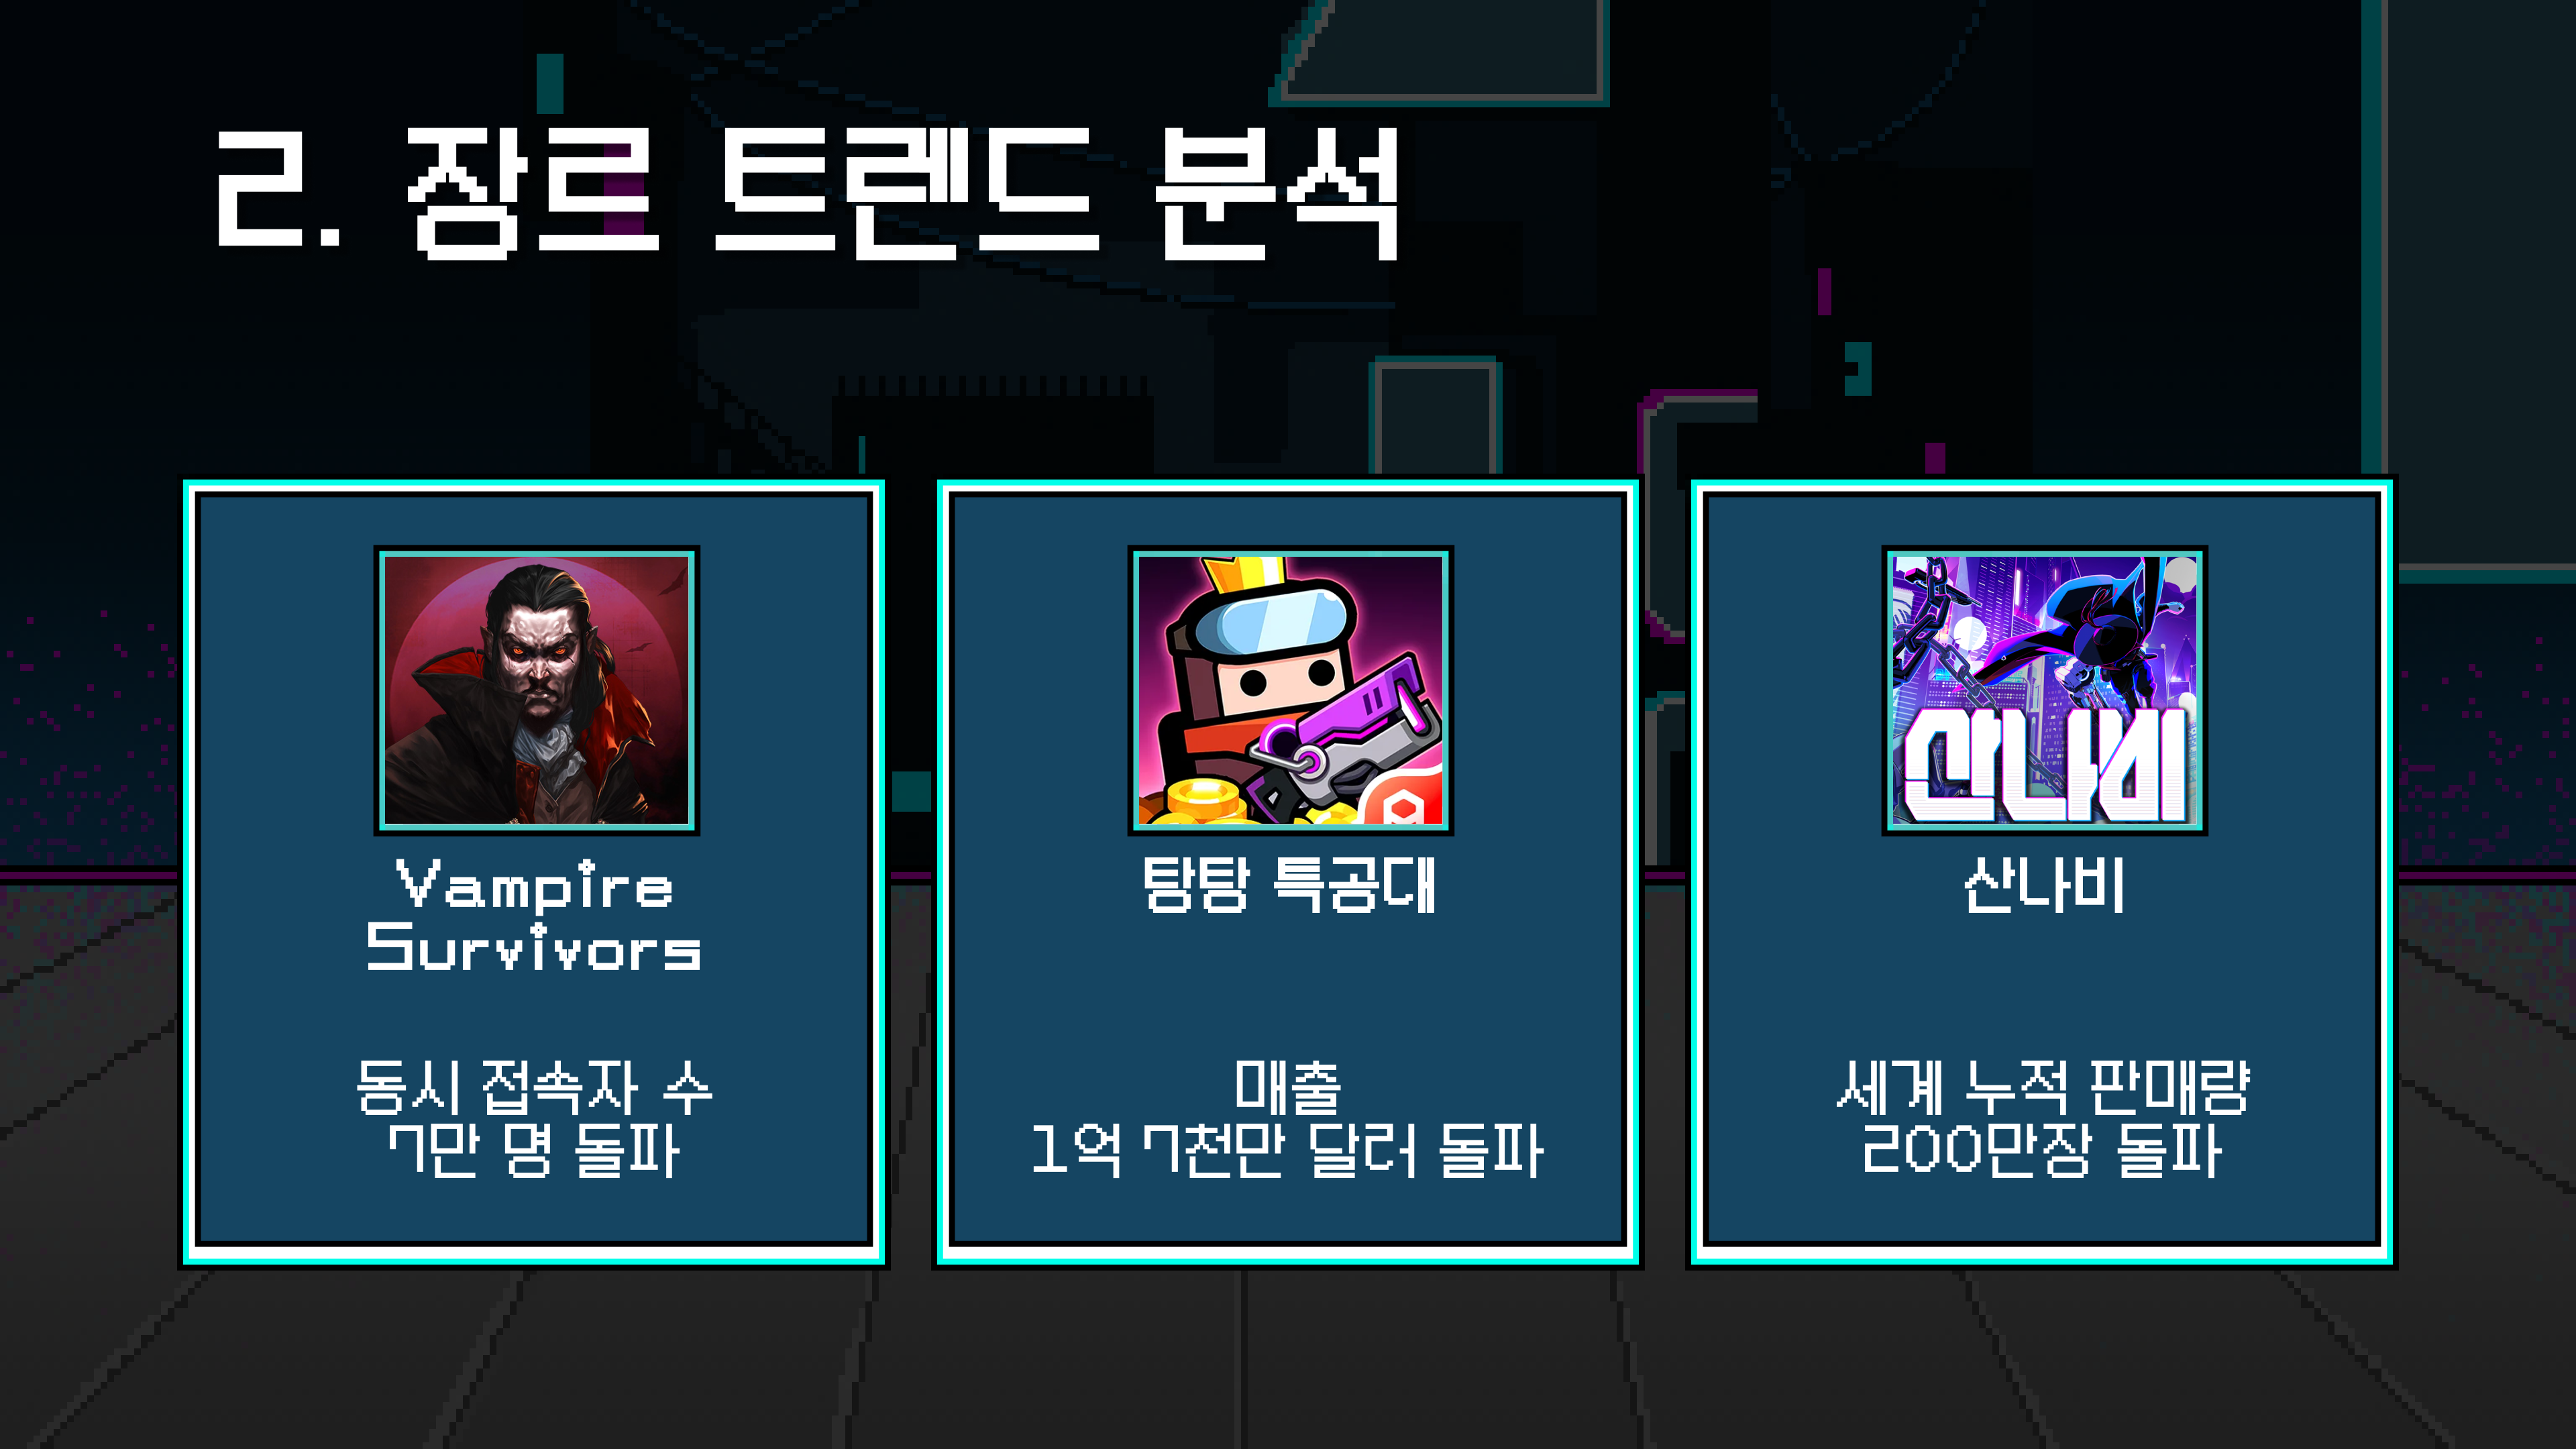 2. 장르 트렌드 분석
산나비
Vampire
Survivors
탕탕 특공대
산나비
동시 접속자 수
7만 명 돌파
매출
1억 7천만 달러 돌파
세계 누적 판매량
200만장 돌파